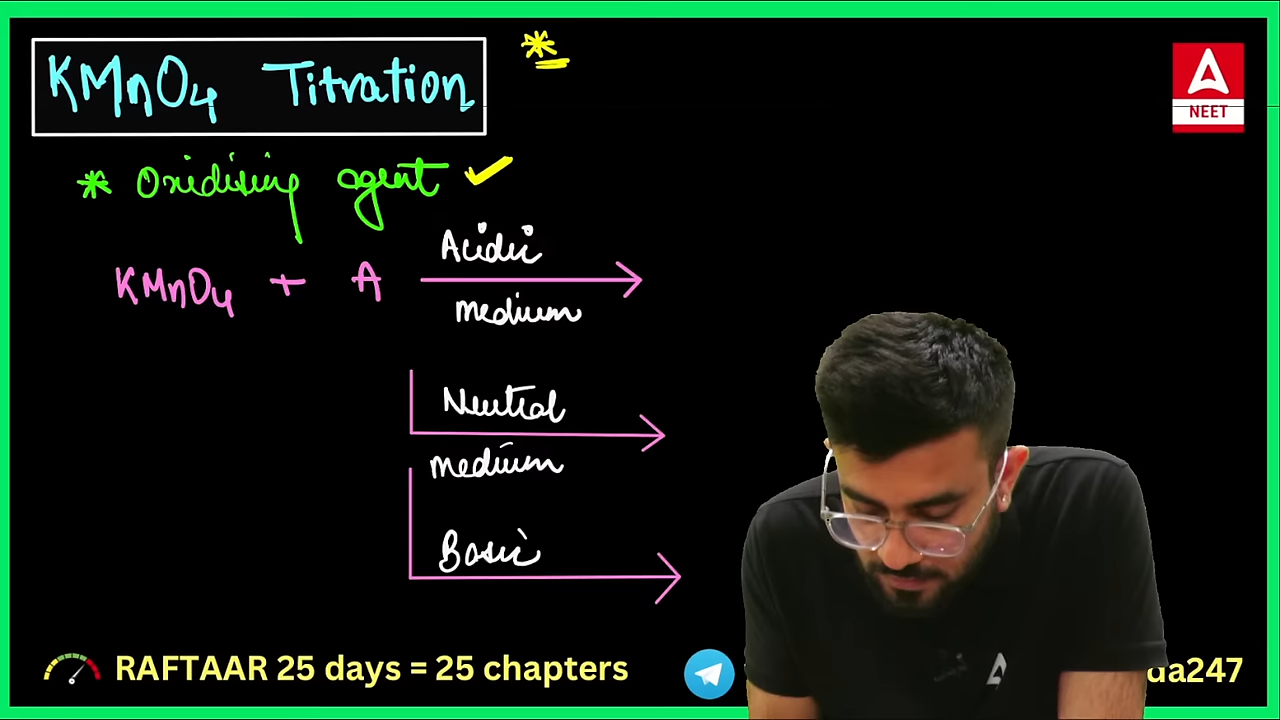 KMnO4 Titration *
NEET
* Oxidising agent ✓
KMnO4 + A
Acidic
medium
Neutral
medium
Basic
RAFTAAR 25 days = 25 chapters
da247